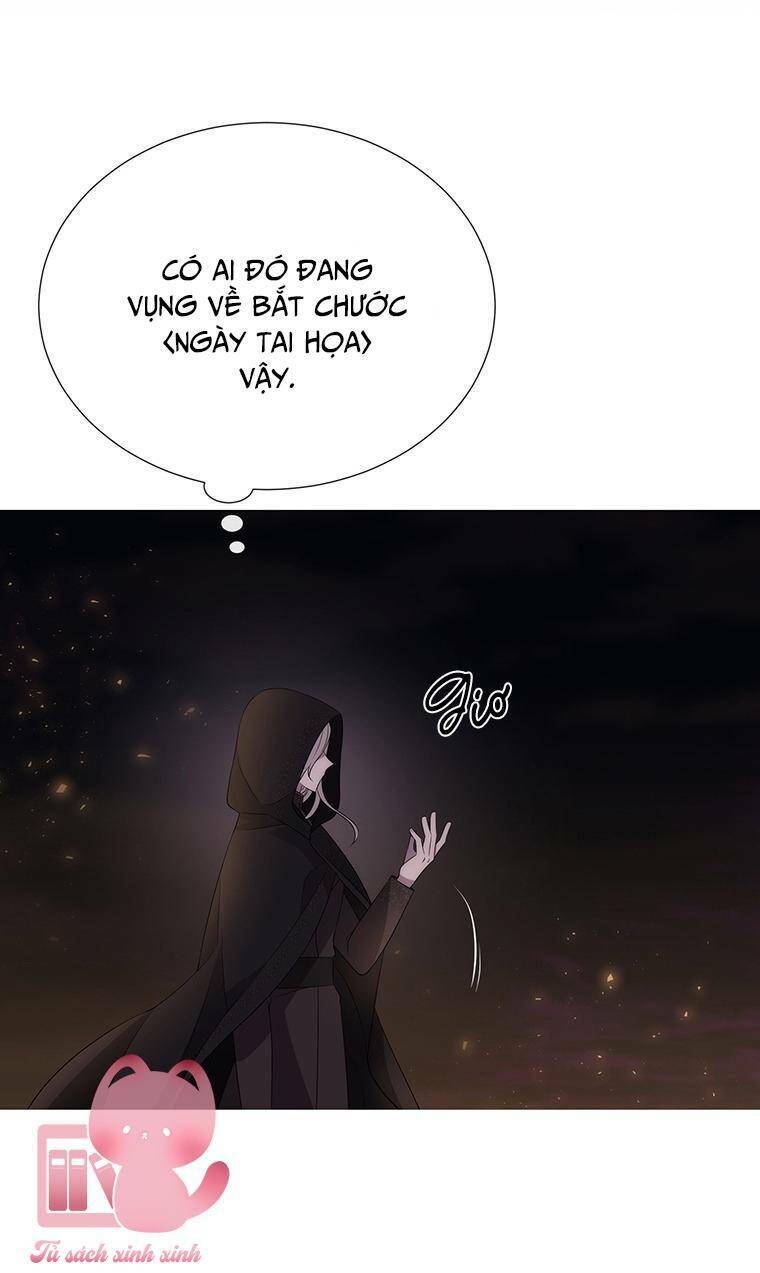 CÓ AI ĐÓ ĐANG
VỤNG VỀ BẮT CHƯỚC
<NGÀY TAI HỌA>
VẬY.
Giơ
Tủ sách xinh xinh